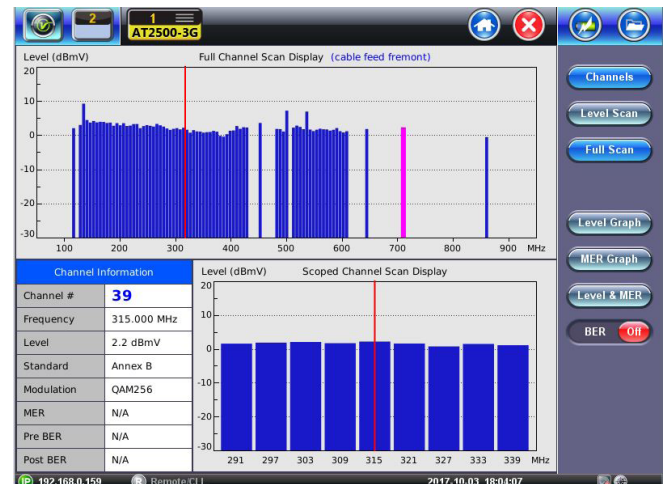 2
1
AT2500-3G
Level (dBmV) Full Channel Scan Display (cable feed fremont)
20
10
0
-10
-20
-30
100 200 300 400 500 600 700 800 900 MHz
Channels
Level Scan
Full Scan
Level Graph
MER Graph
Level & MER
BER Off
Channel Information
Channel # 39
Frequency 315.000 MHz
Level 2.2 dBmV
Standard Annex B
Modulation QAM256
MER N/A
Pre BER N/A
Post BER N/A
Level (dBmV) Scoped Channel Scan Display
20
10
0
-10
-20
-30
291 297 303 309 315 321 327 333 339 MHz
IP 192.168.0.159 R Remote/CLI 2017.10.03 18:04:07